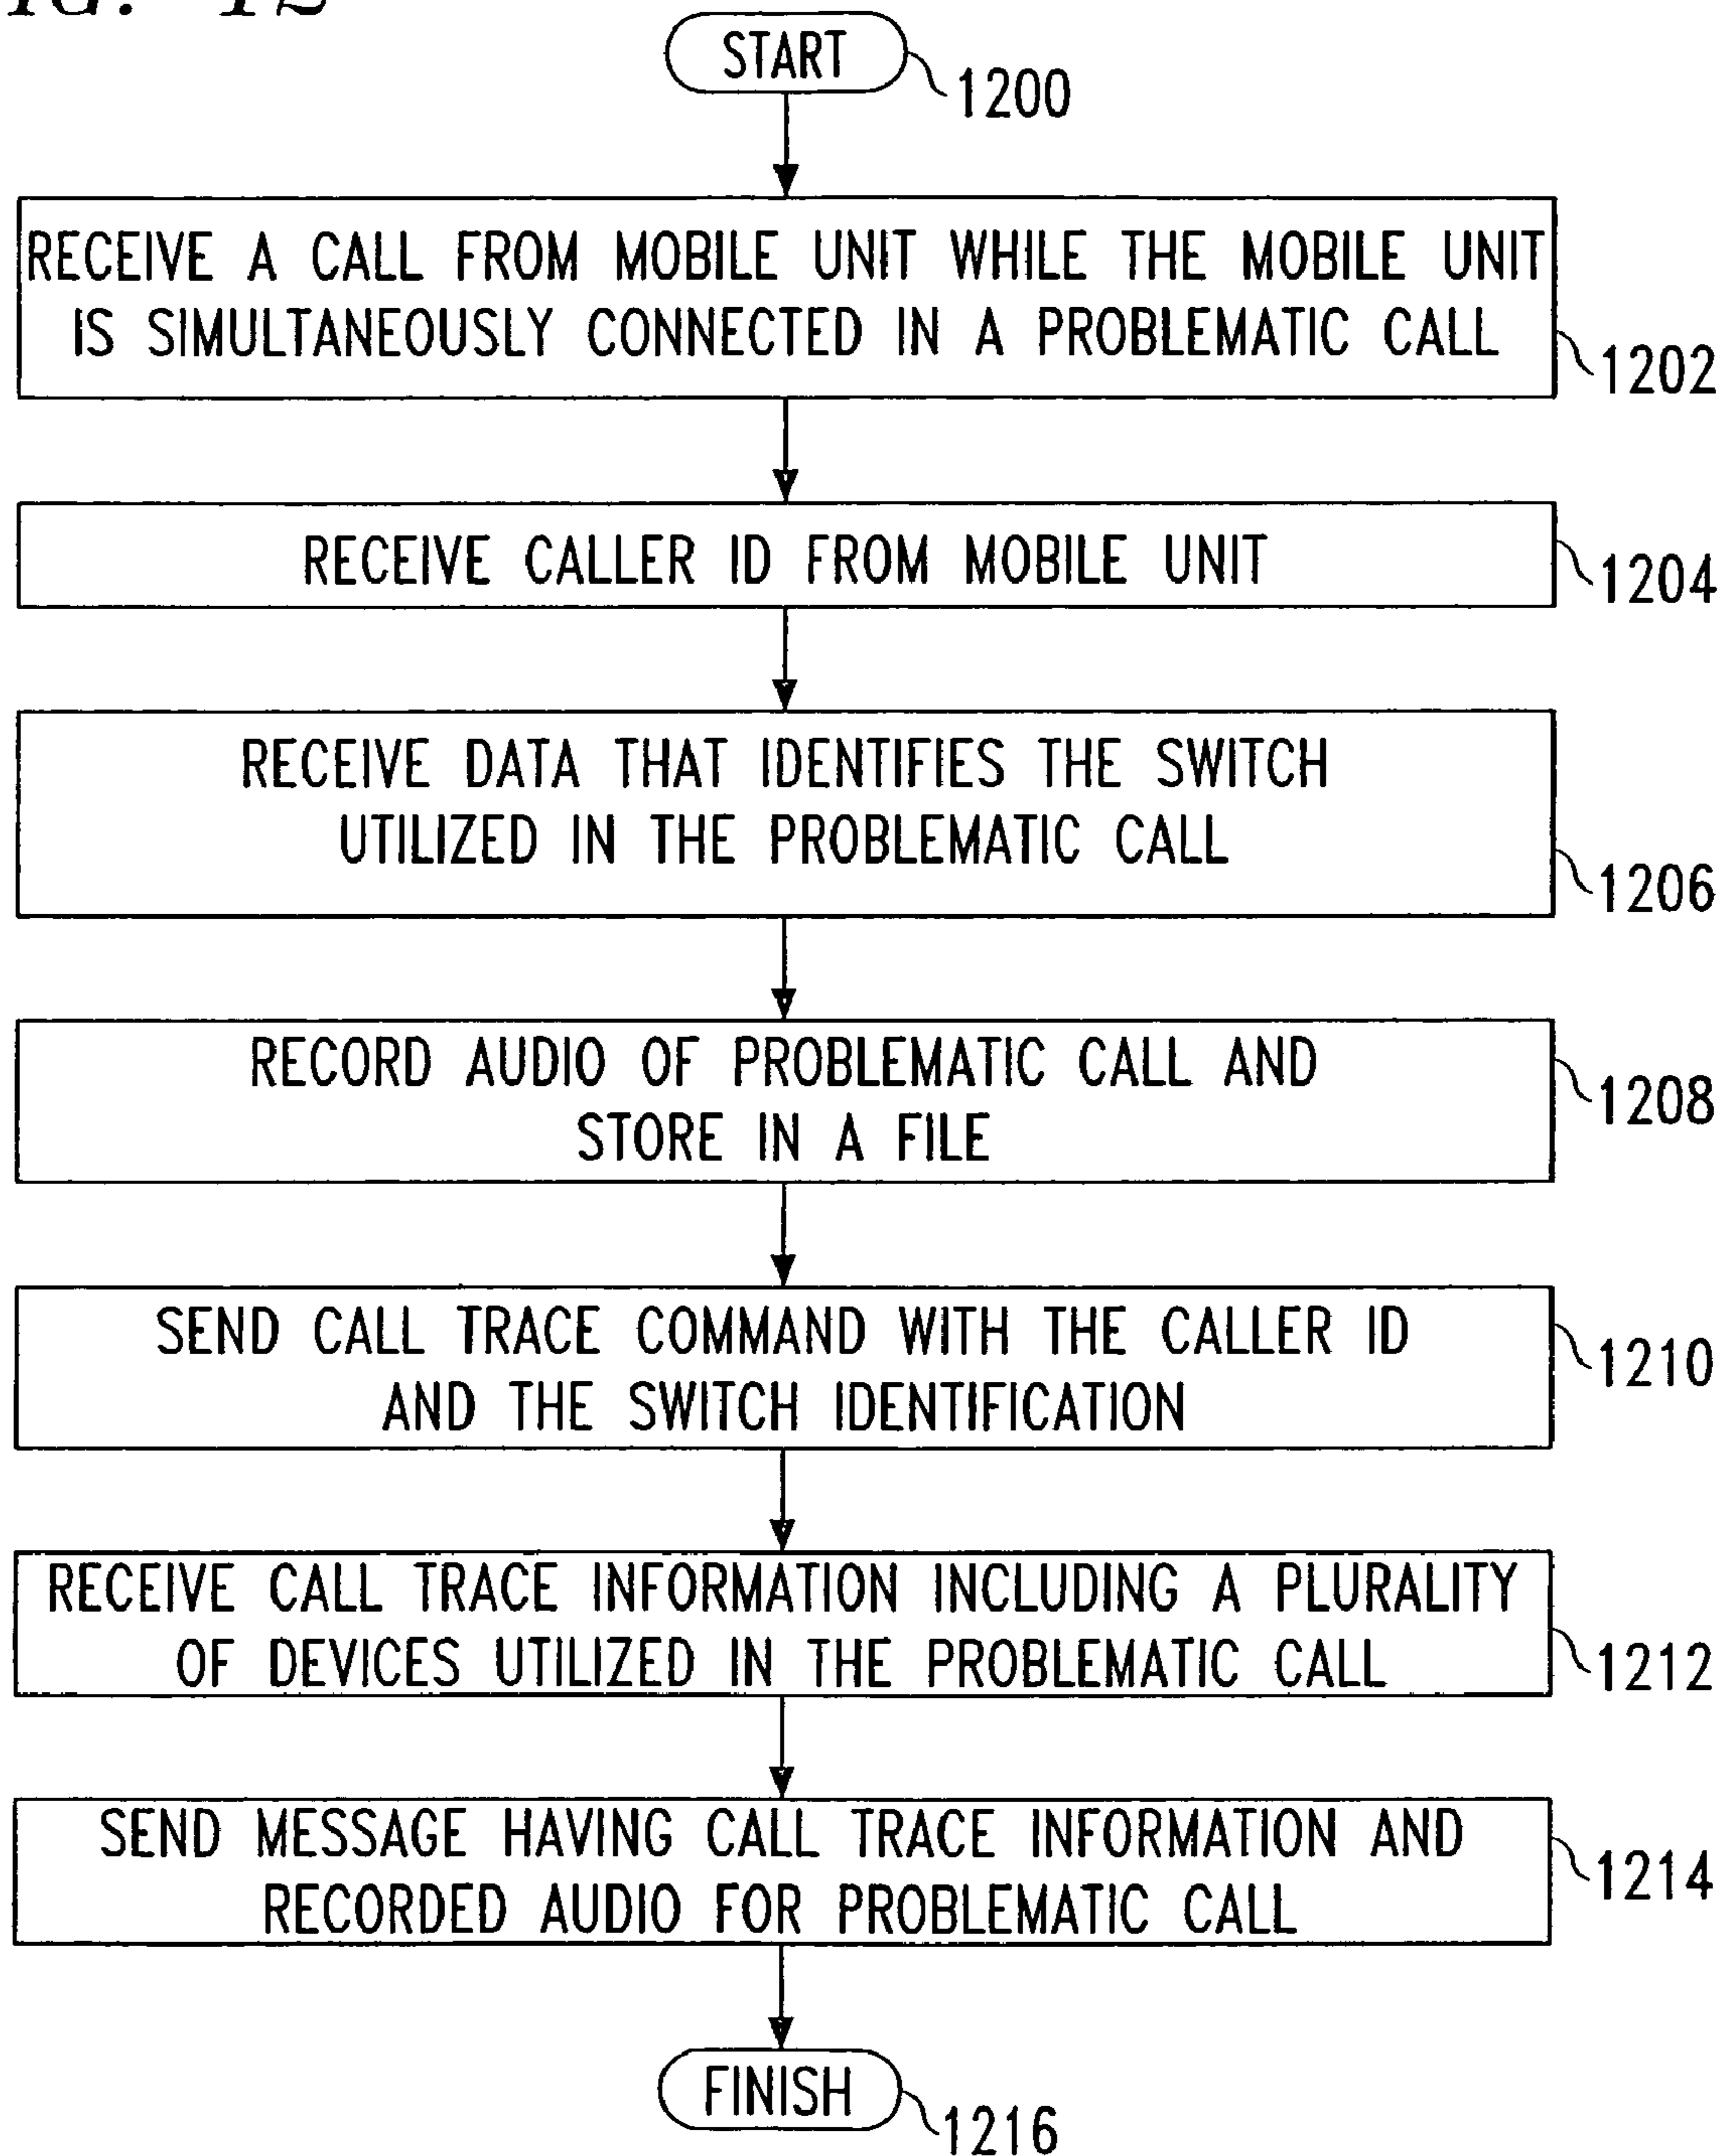 START
1200
RECEIVE A CALL FROM MOBILE UNIT WHILE THE MOBILE UNIT
IS SIMULTANEOUSLY CONNECTED IN A PROBLEMATIC CALL
1202
RECEIVE CALLER ID FROM MOBILE UNIT
1204
RECEIVE DATA THAT IDENTIFIES THE SWITCH
UTILIZED IN THE PROBLEMATIC CALL
1206
RECORD AUDIO OF PROBLEMATIC CALL AND
STORE IN A FILE
1208
SEND CALL TRACE COMMAND WITH THE CALLER ID
AND THE SWITCH IDENTIFICATION
1210
RECEIVE CALL TRACE INFORMATION INCLUDING A PLURALITY
OF DEVICES UTILIZED IN THE PROBLEMATIC CALL
1212
SEND MESSAGE HAVING CALL TRACE INFORMATION AND
RECORDED AUDIO FOR PROBLEMATIC CALL
1214
FINISH
1216